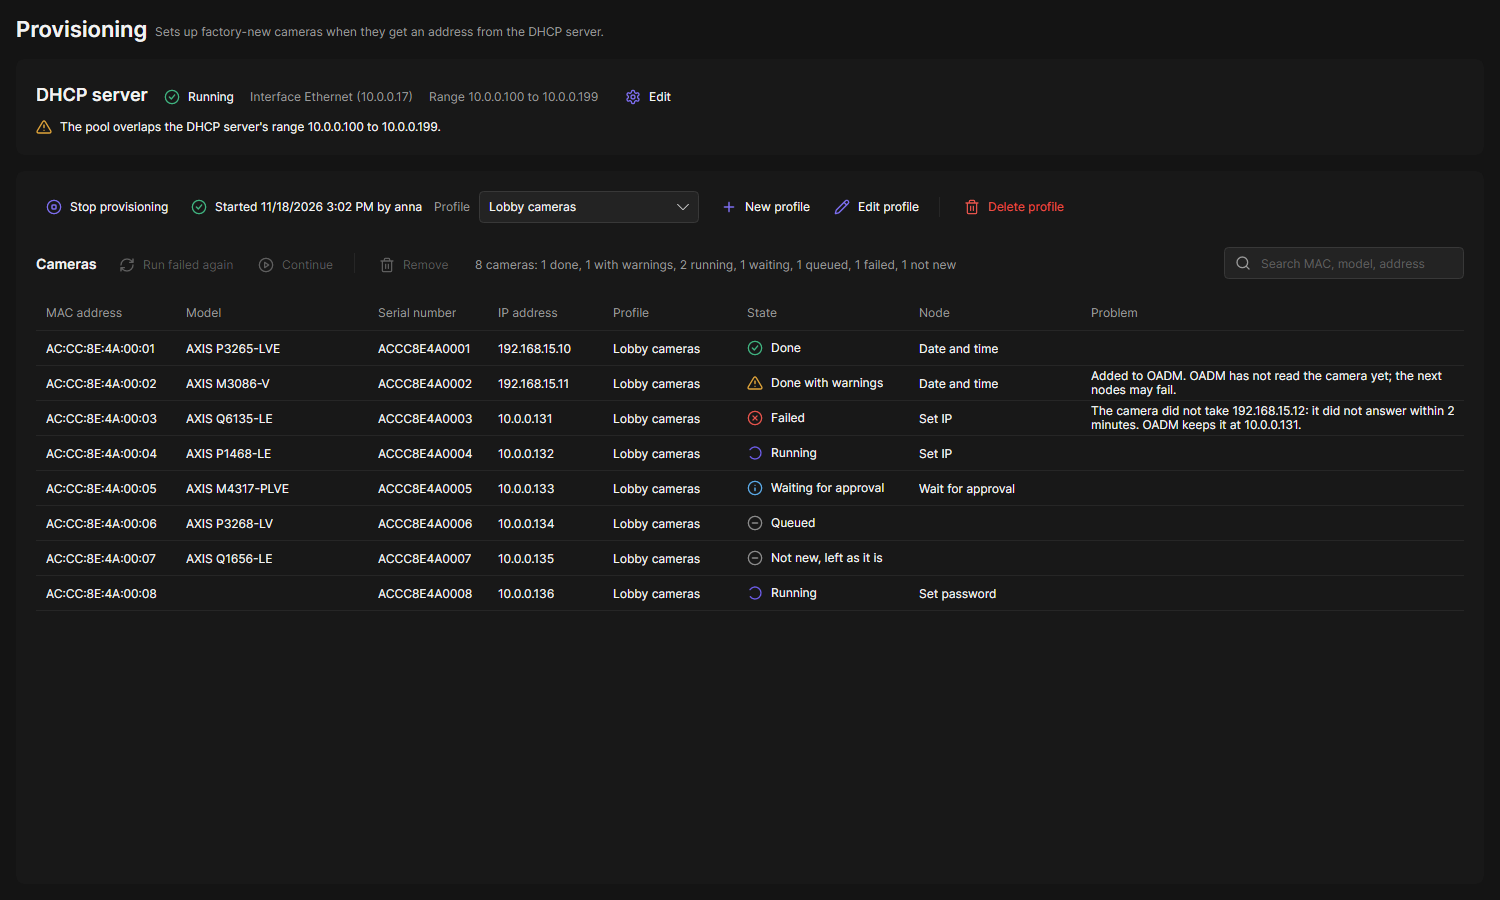 Provisioning Sets up factory-new cameras when they get an address from the DHCP server.
DHCP server Running Interface Ethernet (10.0.0.17) Range 10.0.0.100 to 10.0.0.199 Edit
The pool overlaps the DHCP server's range 10.0.0.100 to 10.0.0.199.
Stop provisioning Started 11/18/2026 3:02 PM by anna Profile Lobby cameras New profile Edit profile Delete profile
Cameras Run failed again Continue Remove 8 cameras: 1 done, 1 with warnings, 2 running, 1 waiting, 1 queued, 1 failed, 1 not new Search MAC, model, address
MAC address Model Serial number IP address Profile State Node Problem
AC:CC:8E:4A:00:01 AXIS P3265-LVE ACCC8E4A0001 192.168.15.10 Lobby cameras Done Date and time
AC:CC:8E:4A:00:02 AXIS M3086-V ACCC8E4A0002 192.168.15.11 Lobby cameras Done with warnings Date and time Added to OADM. OADM has not read the camera yet; the next
nodes may fail.
AC:CC:8E:4A:00:03 AXIS Q6135-LE ACCC8E4A0003 10.0.0.131 Lobby cameras Failed Set IP The camera did not take 192.168.15.12: it did not answer within 2
minutes. OADM keeps it at 10.0.0.131.
AC:CC:8E:4A:00:04 AXIS P1468-LE ACCC8E4A0004 10.0.0.132 Lobby cameras Running Set IP
AC:CC:8E:4A:00:05 AXIS M4317-PLVE ACCC8E4A0005 10.0.0.133 Lobby cameras Waiting for approval Wait for approval
AC:CC:8E:4A:00:06 AXIS P3268-LV ACCC8E4A0006 10.0.0.134 Lobby cameras Queued
AC:CC:8E:4A:00:07 AXIS Q1656-LE ACCC8E4A0007 10.0.0.135 Lobby cameras Not new, left as it is
AC:CC:8E:4A:00:08 ACCC8E4A0008 10.0.0.136 Lobby cameras Running Set password